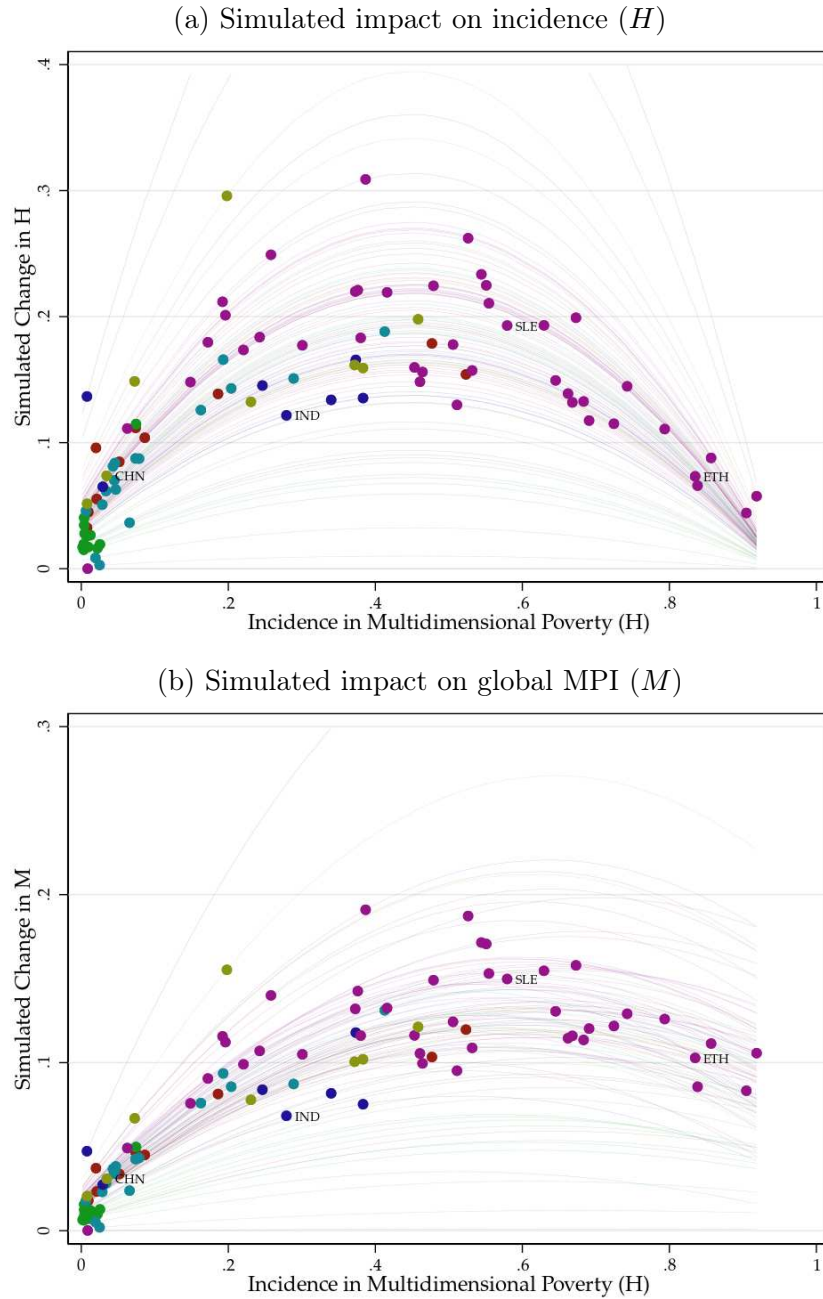 (a) Simulated impact on incidence (H)
.4
.3
.2
.1
0
Simulated Change in H
SLE
IND
CHN
ETH
0 .2 .4 .6 .8 1
Incidence in Multidimensional Poverty (H)
(b) Simulated impact on global MPI (M)
.3
.2
.1
0
Simulated Change in M
SLE
ETH
IND
CHN
0 .2 .4 .6 .8 1
Incidence in Multidimensional Poverty (H)